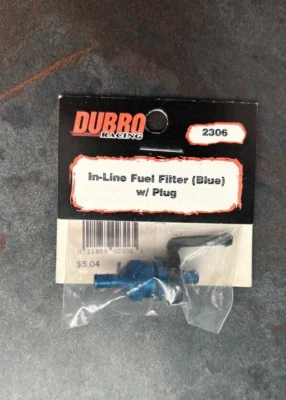 DUBRO
RACING
2306
In-Line Fuel Filter (Blue)
w/ Plug
$5.04